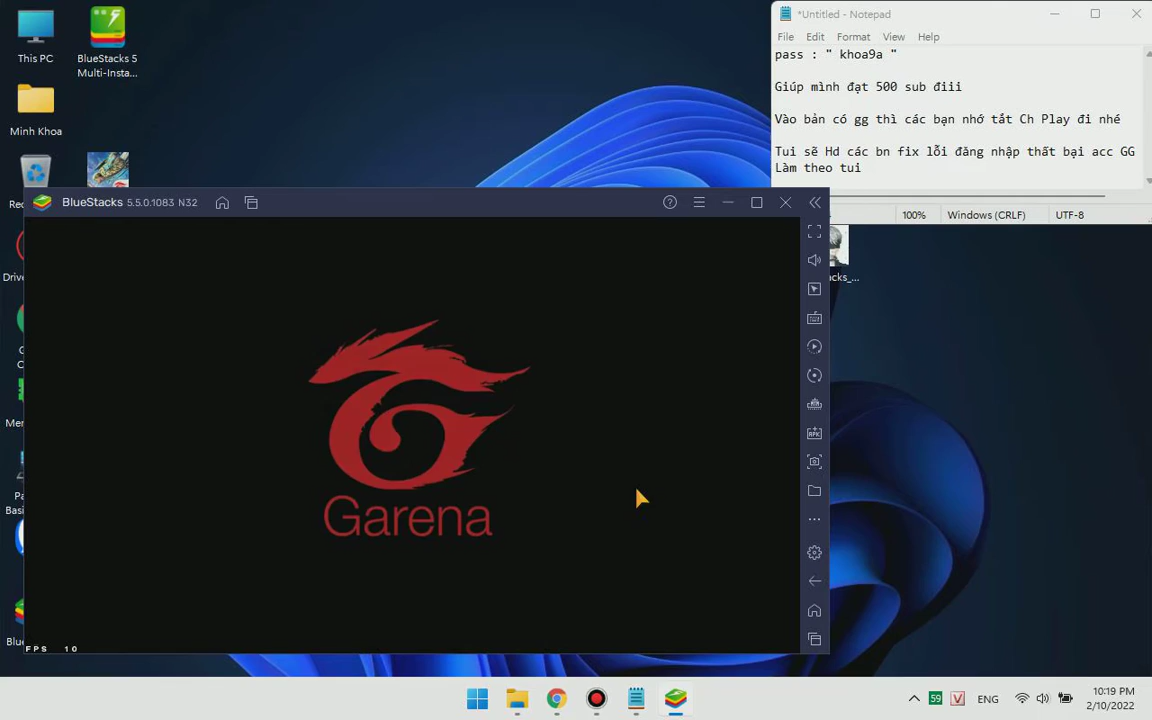 This PC
BlueStacks 5
Multi-Insta...
Minh Khoa
*Untitled - Notepad
File Edit Format View Help
pass : " khoa9a "
Giúp mình đạt 500 sub điii
Vào bản có gg thì các bạn nhớ tắt Ch Play đi nhé
Tui sẽ Hd các bn fix lỗi đăng nhập thất bại acc GG
Làm theo tui
100% Windows (CRLF) UTF-8
BlueStacks 5.5.0.1083 N32
Garena
FPS 10
APK
59
V
ENG
10:19 PM
2/10/2022